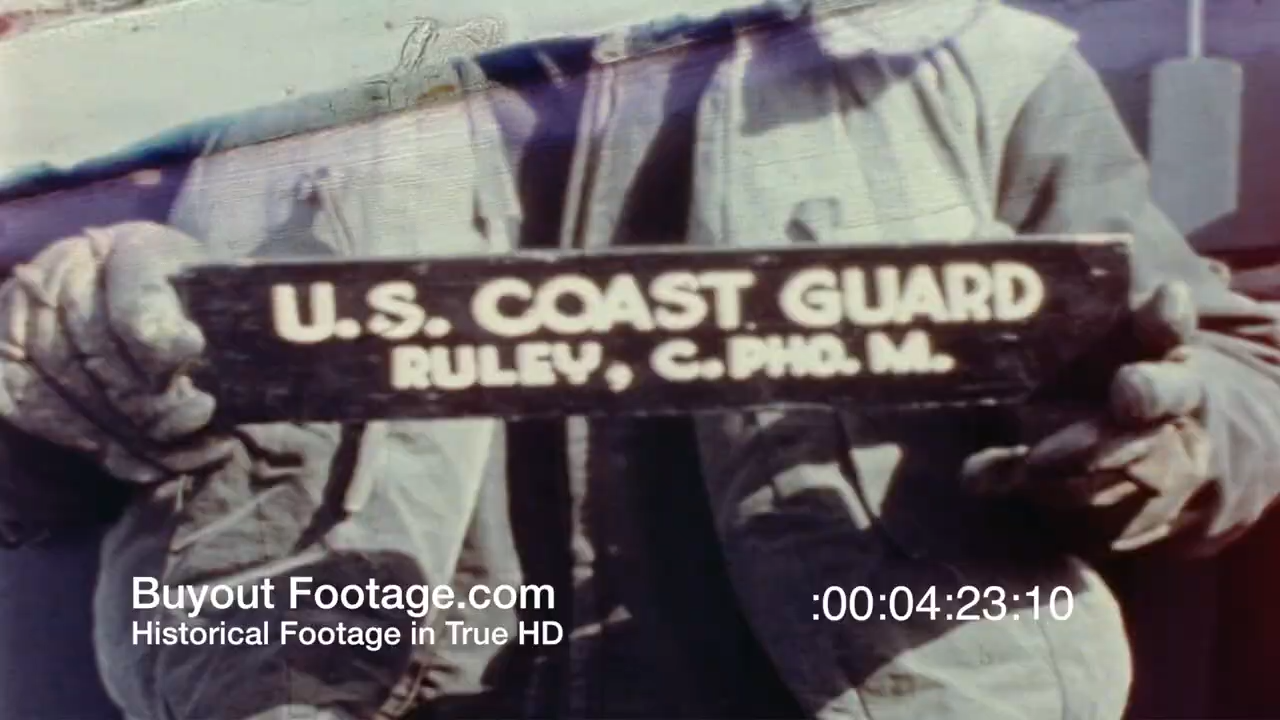 U.S. COAST GUARD
RULEY, C.PHO. M.
Buyout Footage.com
:00:04:23:10
Historical Footage in True HD